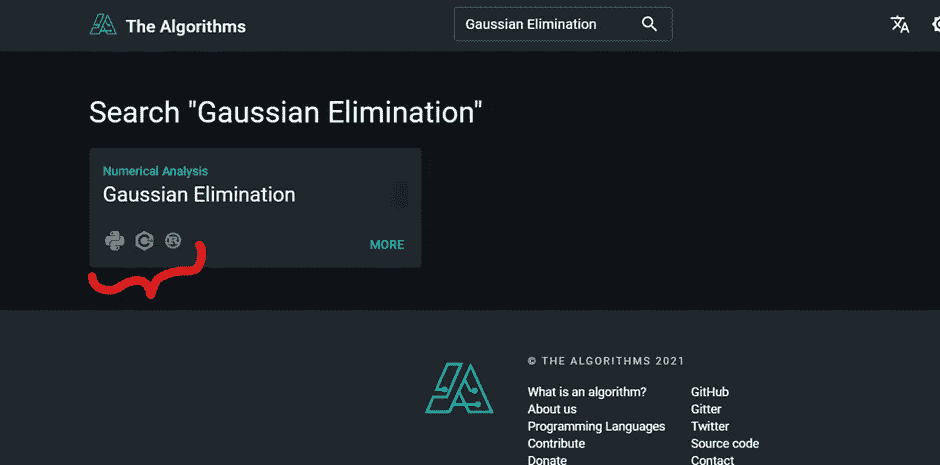 The Algorithms
Gaussian Elimination
Search "Gaussian Elimination"
Numerical Analysis
Gaussian Elimination
MORE
© THE ALGORITHMS 2021
What is an algorithm?
About us
Programming Languages
Contribute
Donate
GitHub
Gitter
Twitter
Source code
Contact